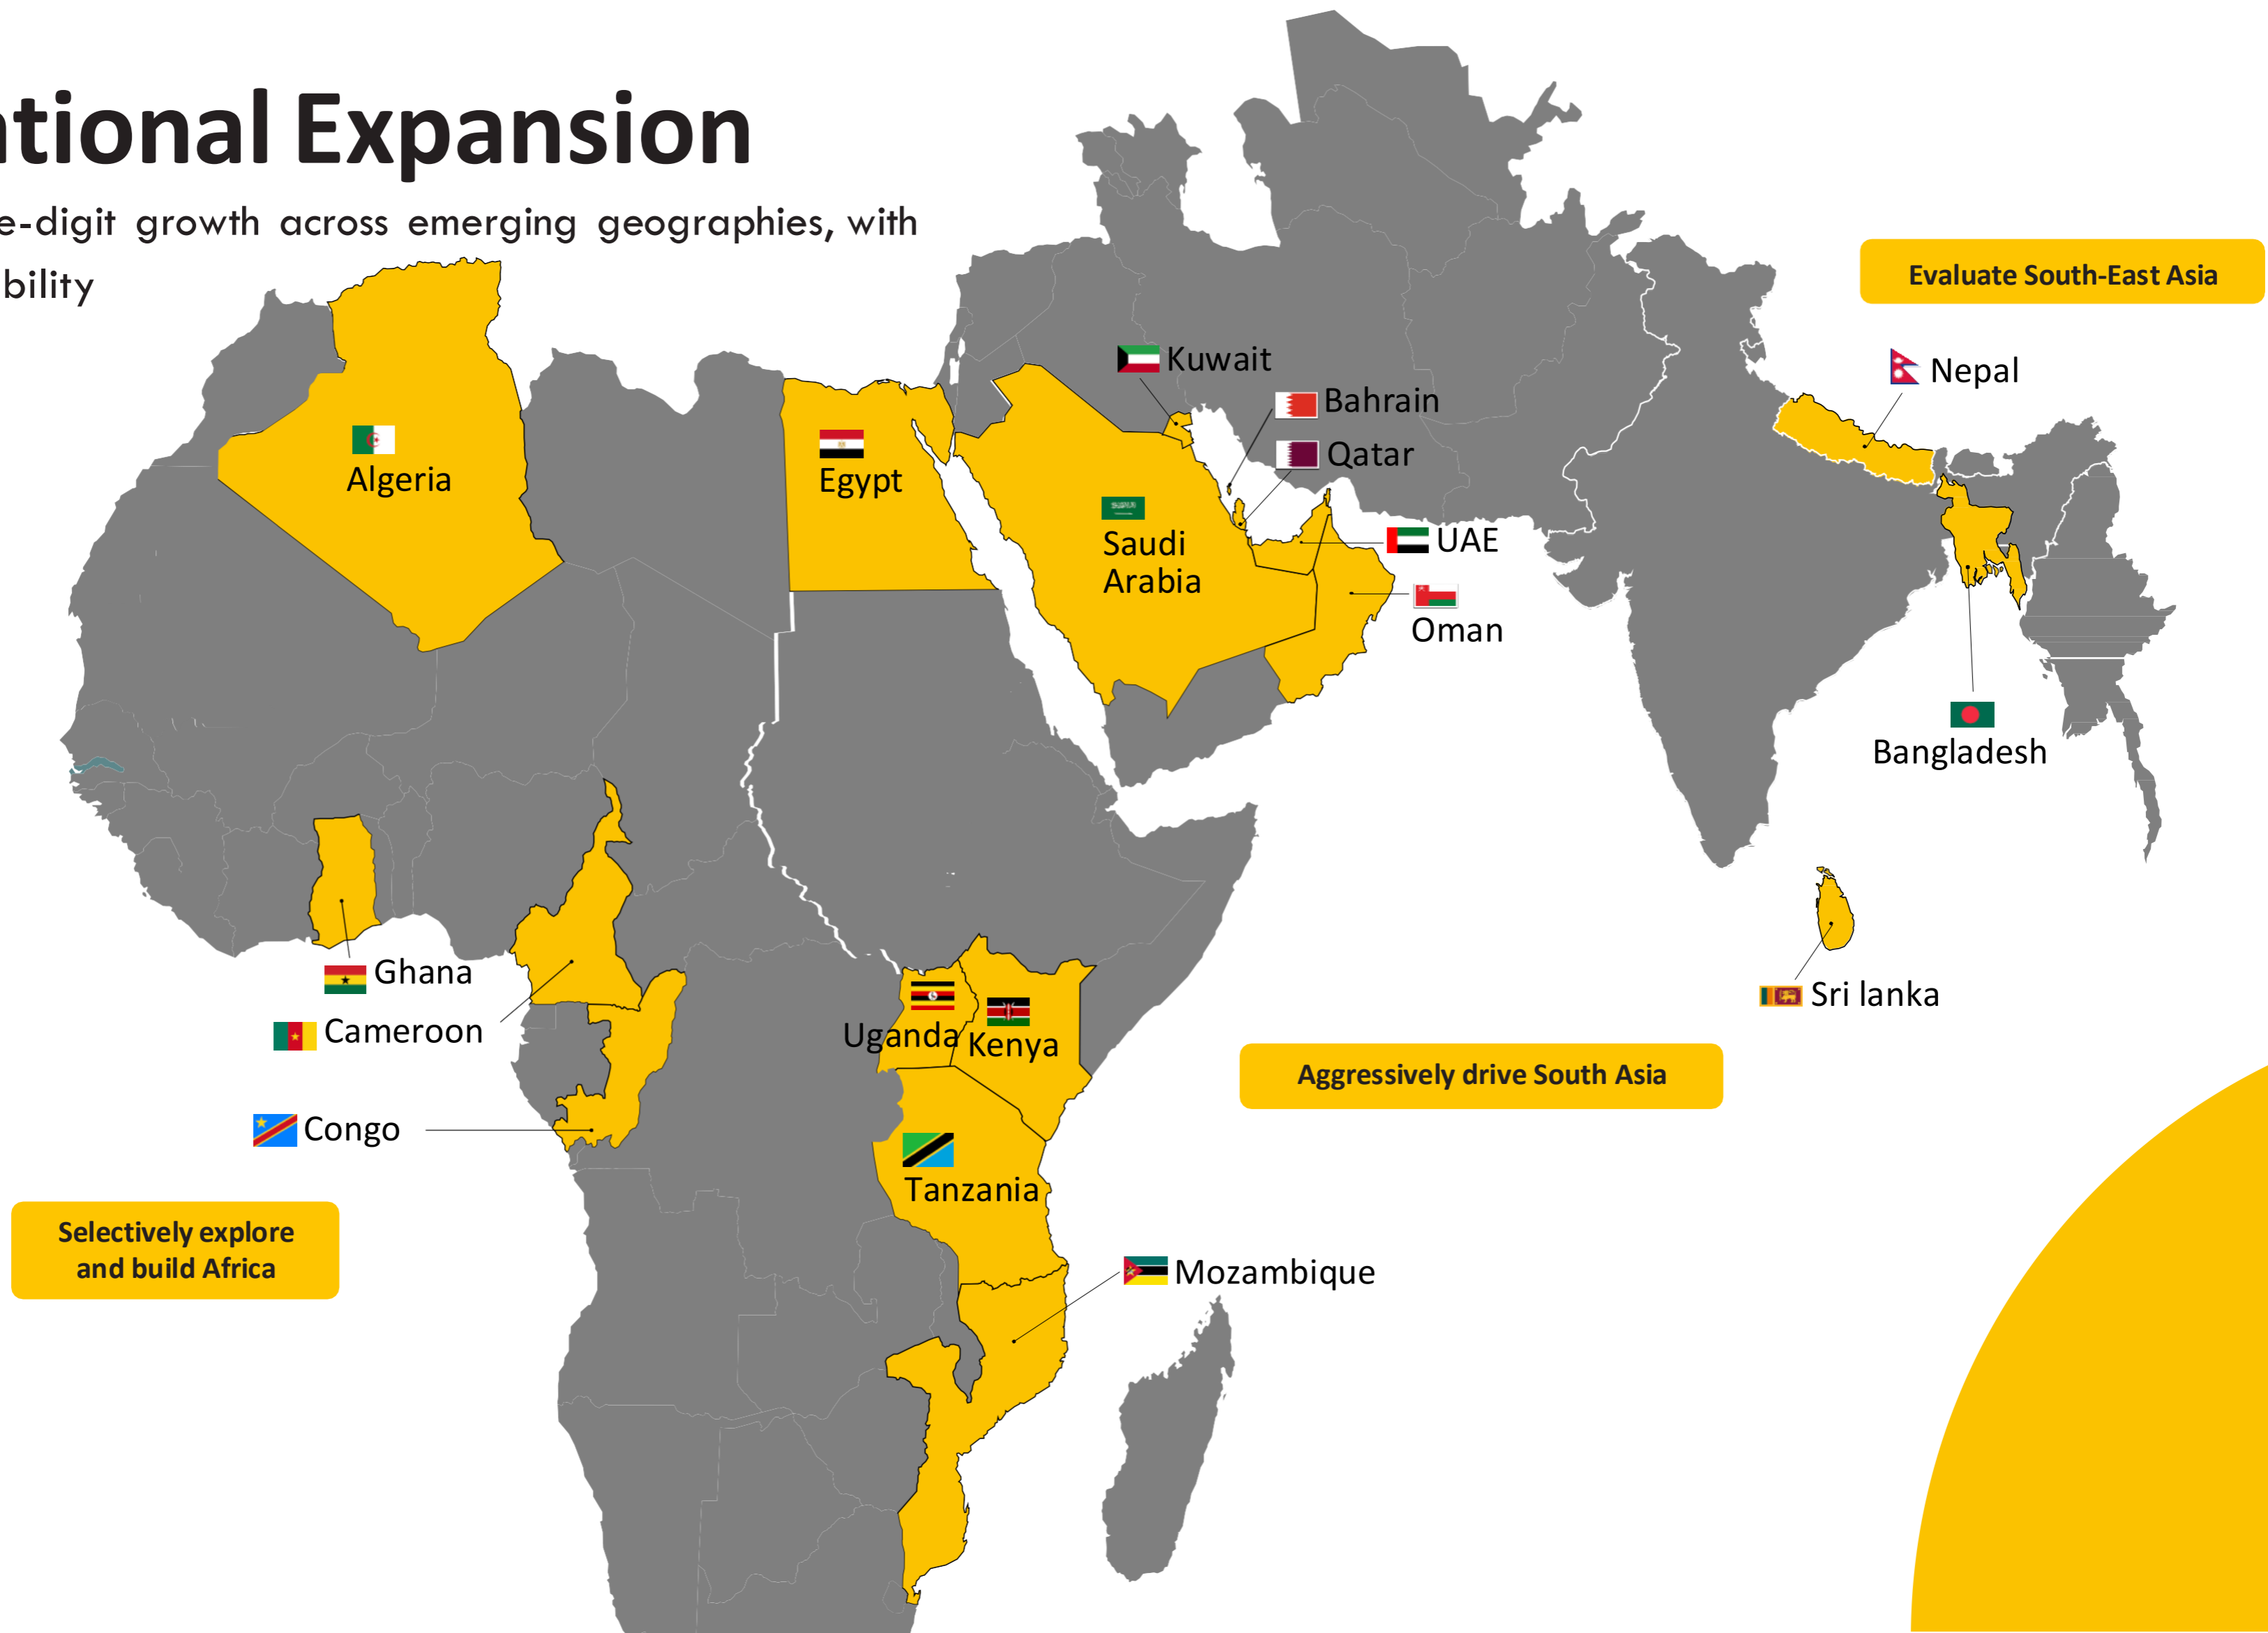 ational Expansion
e-digit growth across emerging geographies, with
bility
Evaluate South-East Asia
Kuwait
Nepal
Bahrain
Qatar
Algeria
Egypt
Saudi
Arabia
UAE
Oman
Bangladesh
Ghana
Sri lanka
Cameroon
Uganda
Kenya
Aggressively drive South Asia
Congo
Tanzania
Selectively explore
and build Africa
Mozambique